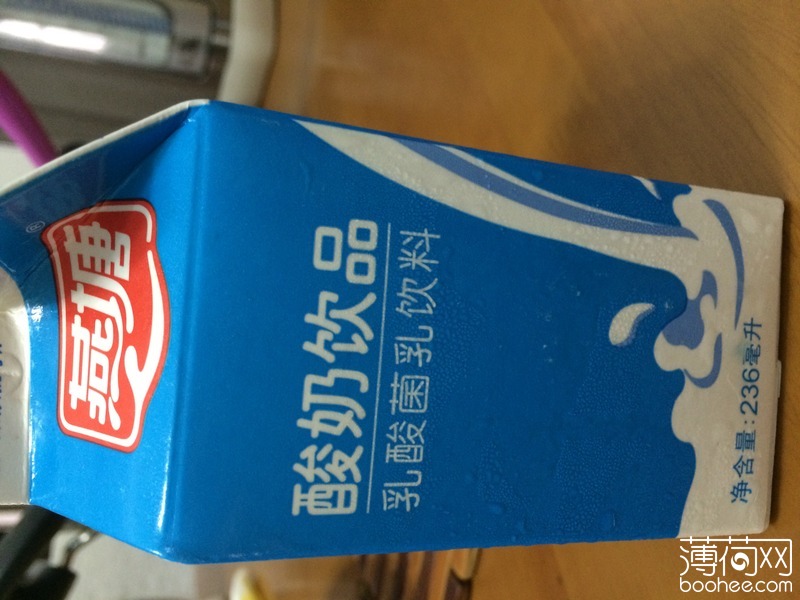 燕塘
®
酸奶饮品
乳酸菌乳饮料
净含量:236毫升
薄荷网
boohee.com